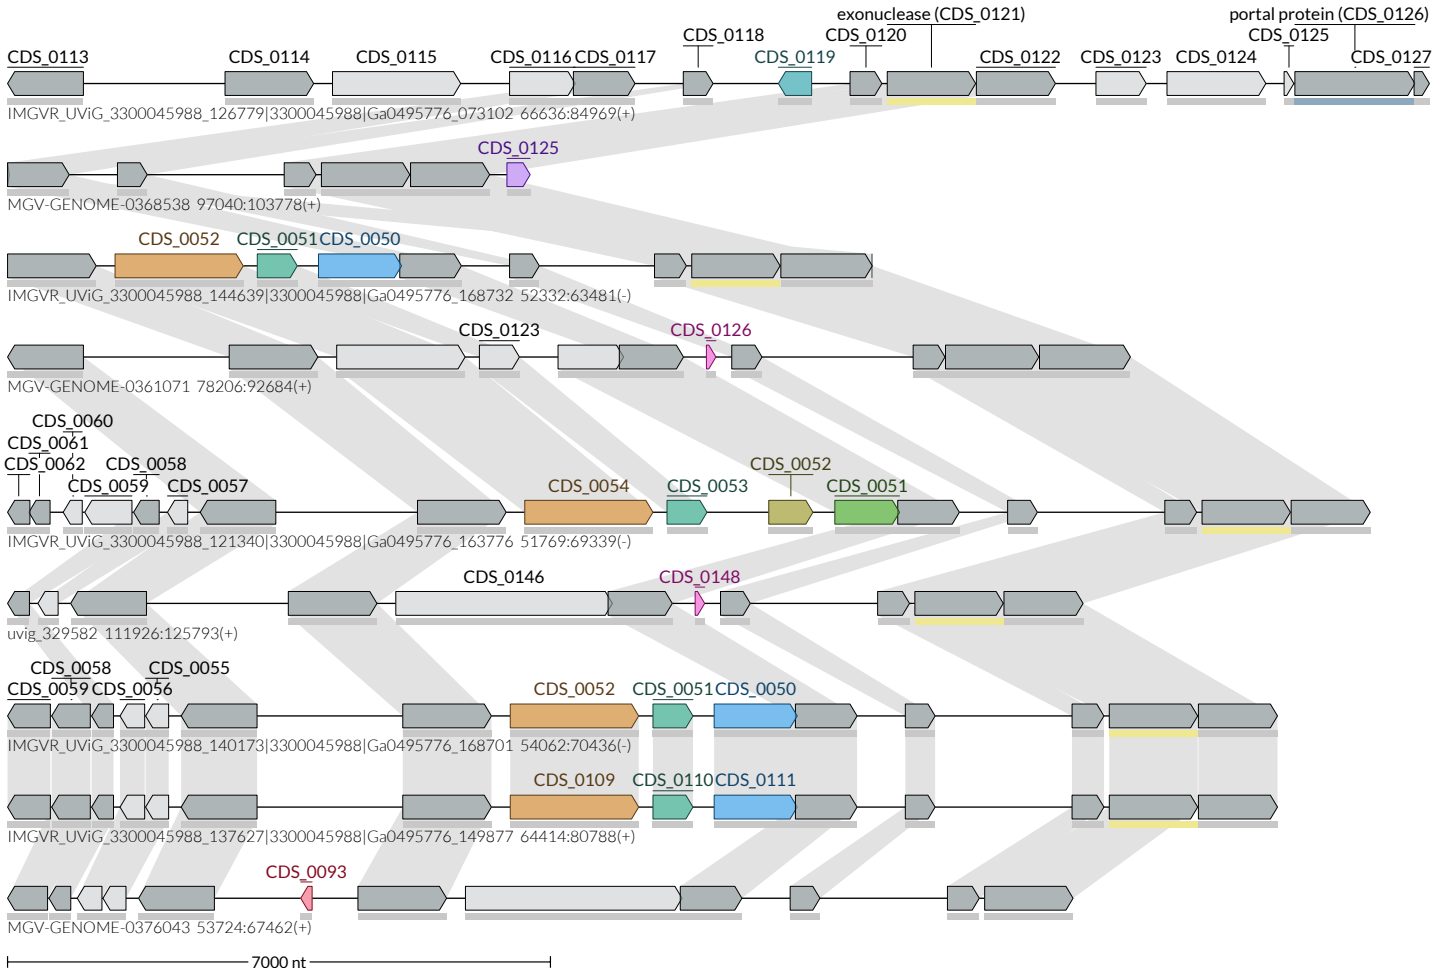 exonuclease (CDS_0121) portal protein (CDS_0126)
CDS_0118 CDS_0120 CDS_0125
CDS_0113 CDS_0114 CDS_0115 CDS_0116 CDS_0117 CDS_0119 CDS_0122 CDS_0123 CDS_0124 CDS_0127
IMGVR_UViG_3300045988_126779|3300045988|Ga0495776_073102 66636:84969(+)
CDS_0125
MGV-GENOME-0368538 97040:103778(+)
CDS_0052 CDS_0051 CDS_0050
IMGVR_UViG_3300045988_144639|3300045988|Ga0495776_168732 52332:63481(-)
CDS_0123 CDS_0126
MGV-GENOME-0361071 78206:92684(+)
CDS_0060
CDS_0061
CDS_0062 CDS_0058 CDS_0052
CDS_0059 CDS_0057 CDS_0054 CDS_0053 CDS_0051
IMGVR_UViG_3300045988_121340|3300045988|Ga0495776_163776 51769:69339(-)
CDS_0146 CDS_0148
uvig_329582 111926:125793(+)
CDS_0058 CDS_0055
CDS_0059 CDS_0056 CDS_0052 CDS_0051 CDS_0050
IMGVR_UViG_3300045988_140173|3300045988|Ga0495776_168701 54062:70436(-)
CDS_0109 CDS_0110 CDS_0111
IMGVR_UViG_3300045988_137627|3300045988|Ga0495776_149877 64414:80788(+)
CDS_0093
MGV-GENOME-0376043 53724:67462(+)
7000 nt